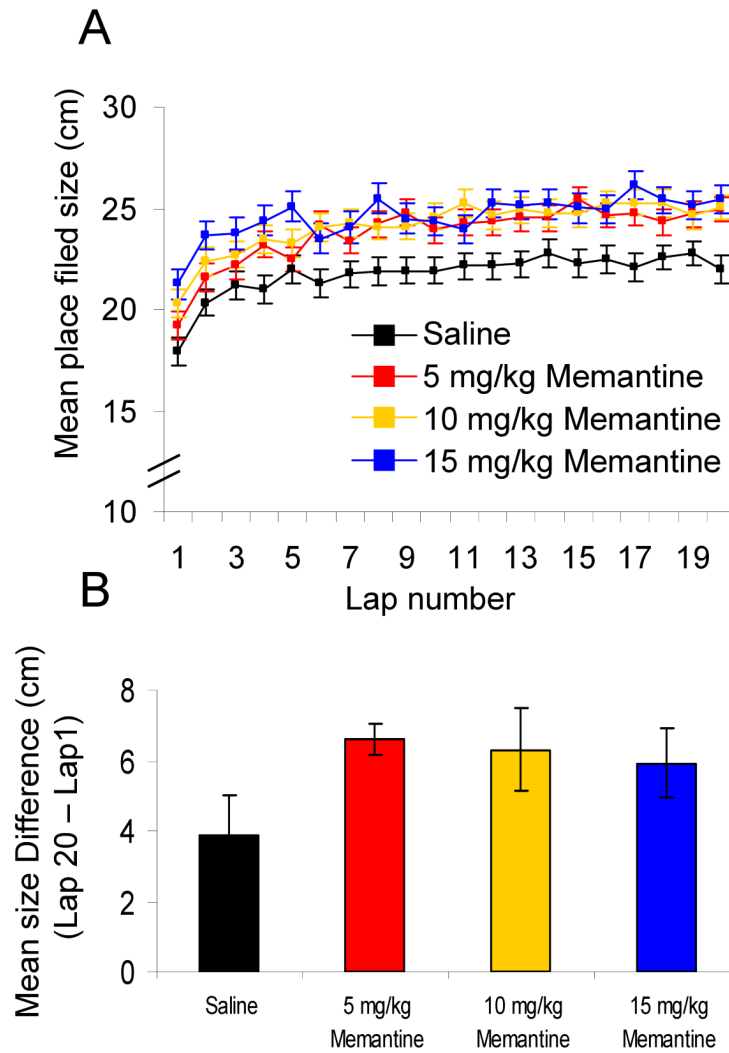 A
Mean place filed size (cm)
30
25
20
15
10
Saline
5 mg/kg Memantine
10 mg/kg Memantine
15 mg/kg Memantine
1 3 5 7 9 11 13 15 17 19
Lap number
B
Mean size Difference (cm)
(Lap 20 – Lap1)
8
6
4
2
0
Saline
5 mg/kg
Memantine
10 mg/kg
Memantine
15 mg/kg
Memantine